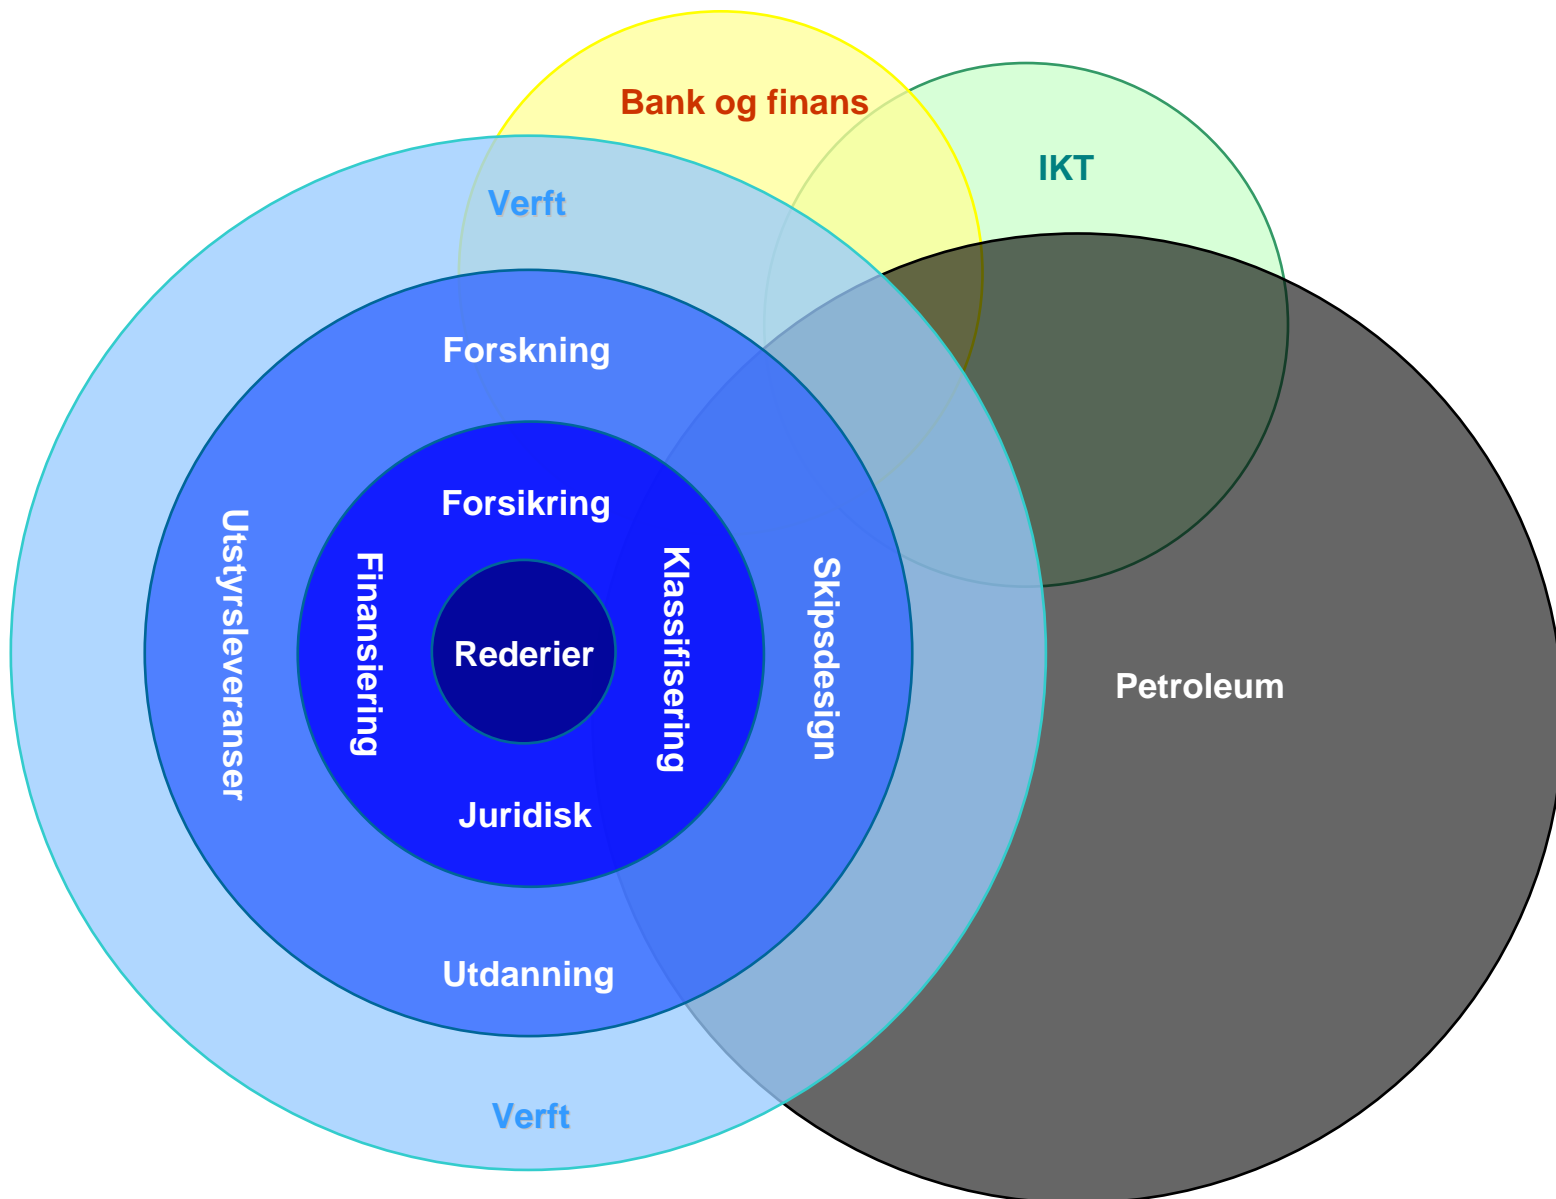 Bank og finans
IKT
Verft
Forskning
Forsikring
Utstyrsleveranser
Finansiering
Rederier
Klassifisering
Skipsdesign
Petroleum
Juridisk
Utdanning
Verft